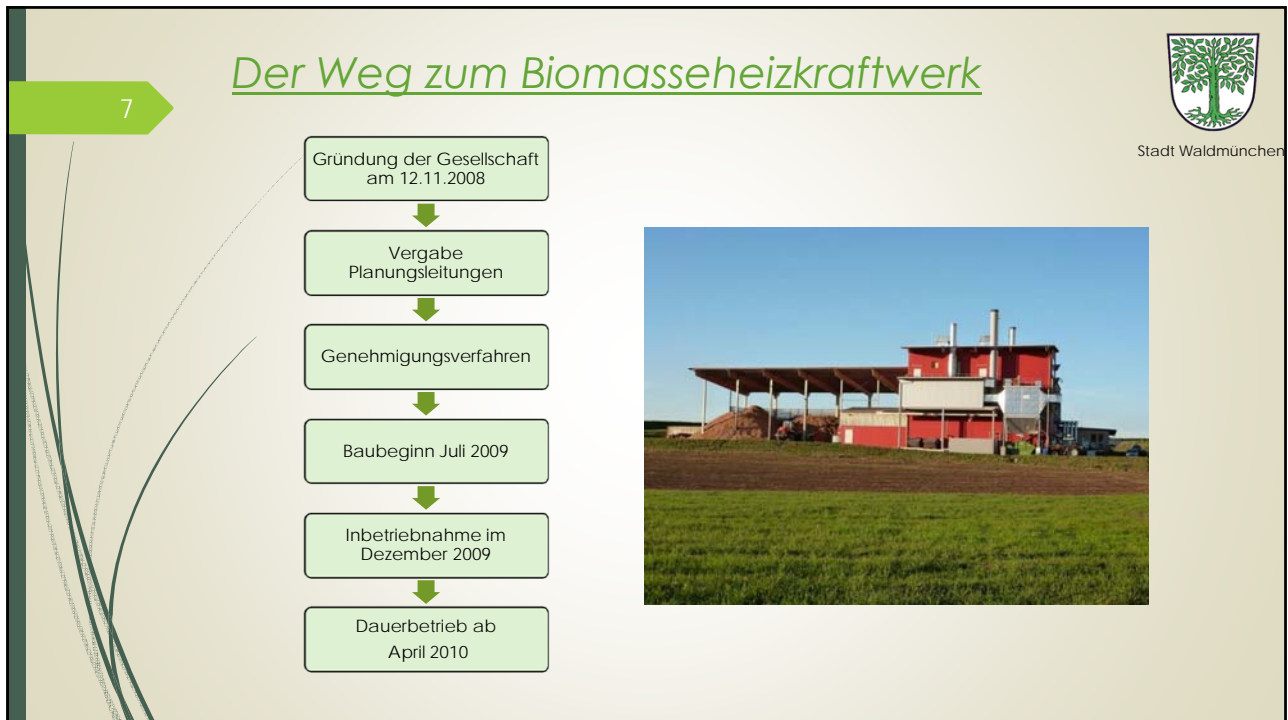 Der Weg zum Biomasseheizkraftwerk
7
Stadt Waldmünchen
Gründung der Gesellschaft
am 12.11.2008
Vergabe
Planungsleitungen
Genehmigungsverfahren
Baubeginn Juli 2009
Inbetriebnahme im
Dezember 2009
Dauerbetrieb ab
April 2010